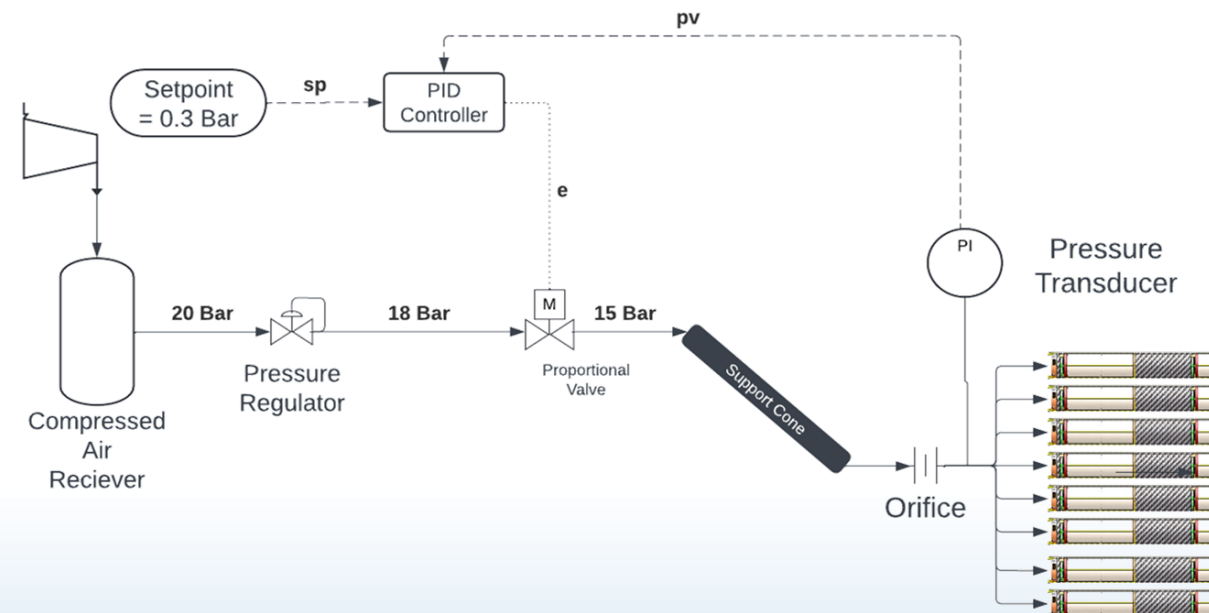 pv
Setpoint
= 0.3 Bar
sp
PID
Controller
e
PI
Pressure
Transducer
M
20 Bar
18 Bar
15 Bar
Pressure
Regulator
Proportional
Valve
Support Cone
Compressed
Air
Reciever
Orifice